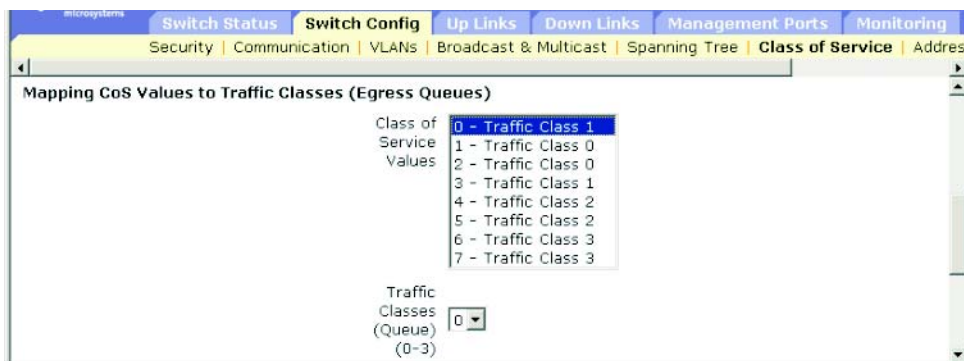 microsystems
Switch Status Switch Config Up Links Down Links Management Ports Monitoring
Security | Communication | VLANs | Broadcast & Multicast | Spanning Tree | Class of Service | Addres
Mapping CoS Values to Traffic Classes (Egress Queues)
Class of
Service
Values
0 - Traffic Class 1
1 - Traffic Class 0
2 - Traffic Class 0
3 - Traffic Class 1
4 - Traffic Class 2
5 - Traffic Class 2
6 - Traffic Class 3
7 - Traffic Class 3
Traffic
Classes
(Queue)
(0-3)
0